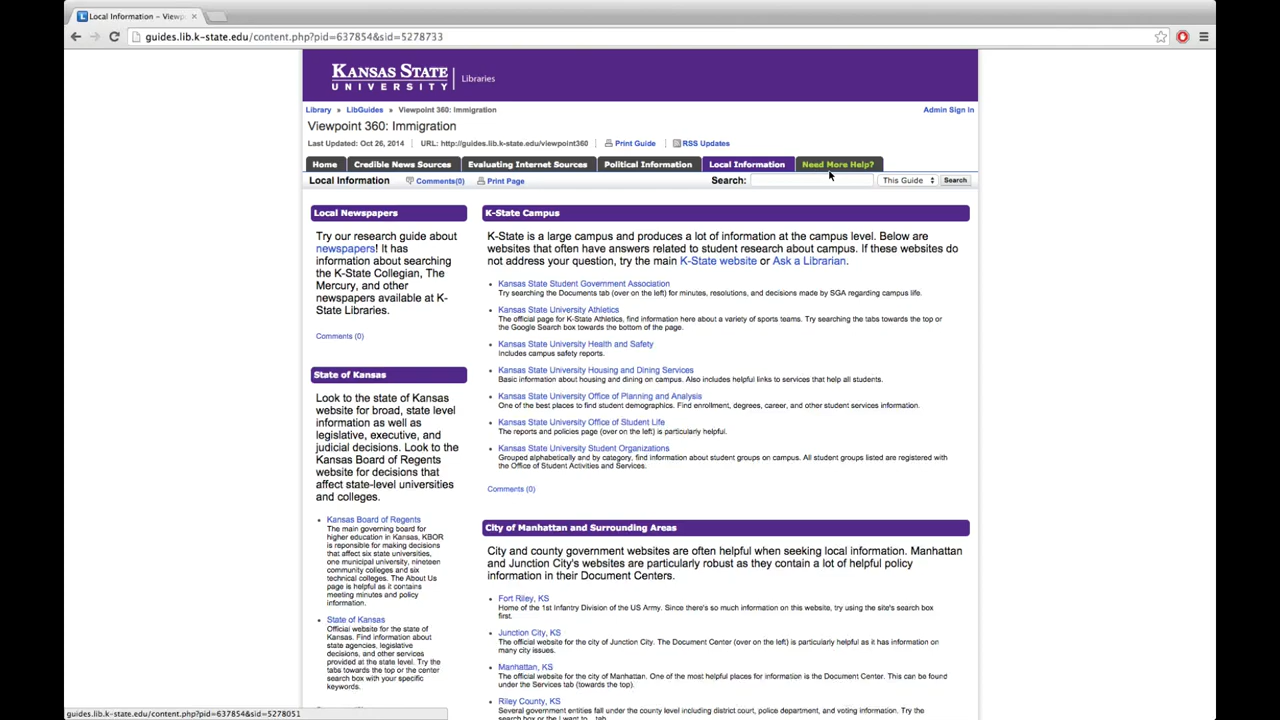 Local Information – Viewp
guides.lib.k-state.edu/content.php?pid=637854&sid=5278733
KANSAS STATE
UNIVERSITY
Libraries
Library » LibGuides » Viewpoint 360: Immigration
Admin Sign In
Viewpoint 360: Immigration
Last Updated: Oct 26, 2014 URL: http://guides.lib.k-state.edu/viewpoint360 Print Guide RSS Updates
Home Credible News Sources Evaluating Internet Sources Political Information Local Information Need More Help?
Local Information Comments(0) Print Page Search: This Guide Search
Local Newspapers
Try our research guide about
newspapers! It has
information about searching
the K-State Collegian, The
Mercury, and other
newspapers available at K-
State Libraries.
Comments (0)
State of Kansas
Look to the state of Kansas
website for broad, state level
information as well as
legislative, executive, and
judicial decisions. Look to the
Kansas Board of Regents
website for decisions that
affect state-level universities
and colleges.
Kansas Board of Regents
The main governing board for
higher education in Kansas, KBOR
is responsible for making decisions
that affect six state universities,
one municipal university, nineteen
community colleges and six
technical colleges. The About Us
page is helpful as it contains
meeting minutes and policy
information.
State of Kansas
Official website for the state of
Kansas. Find information about
state agencies, legislative
decisions, and other services
provided at the state level. Try the
tabs towards the top or the center
search box with your specific
keywords.
K-State Campus
K-State is a large campus and produces a lot of information at the campus level. Below are
websites that often have answers related to student research about campus. If these websites do
not address your question, try the main K-State website or Ask a Librarian.
Kansas State Student Government Association
Try searching the Documents tab (over on the left) for minutes, resolutions, and decisions made by SGA regarding campus life.
Kansas State University Athletics
The official page for K-State Athletics, find information here about a variety of sports teams. Try searching the tabs towards the top or
the Google Search box towards the bottom of the page.
Kansas State University Health and Safety
Includes campus safety reports.
Kansas State University Housing and Dining Services
Basic information about housing and dining on campus. Also includes helpful links to services that help all students.
Kansas State University Office of Planning and Analysis
One of the best places to find student demographics. Find enrollment, degrees, career, and other student services information.
Kansas State University Office of Student Life
The reports and policies page (over on the left) is particularly helpful.
Kansas State University Student Organizations
Grouped alphabetically and by category, find information about student groups on campus. All student groups listed are registered with
the Office of Student Activities and Services.
Comments (0)
City of Manhattan and Surrounding Areas
City and county government websites are often helpful when seeking local information. Manhattan
and Junction City's websites are particularly robust as they contain a lot of helpful policy
information in their Document Centers.
Fort Riley, KS
Home of the 1st Infantry Division of the US Army. Since there's so much information on this website, try using the site's search box
first.
Junction City, KS
The official website for the city of Junction City. The Document Center (over on the left) is particularly helpful as it has information on
many city issues.
Manhattan, KS
The official website for the city of Manhattan. One of the most helpful places for information is the Document Center. This can be found
under the Services tab (towards the top).
Riley County, KS
Several government entities fall under the county level including district court, police department, and voting information. Try the
search box or the I want to... tab.
guides.lib.k-state.edu/content.php?pid=637854&sid=5278051